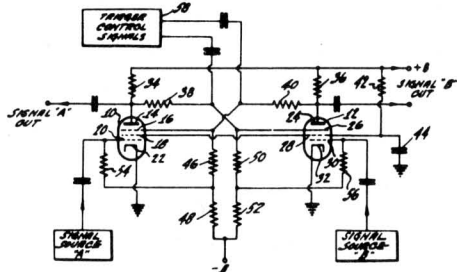 TRIGGER
CONTROL
SIGNALS
58
+B
34
38
40
36
42
SIGNAL "A"
OUT
SIGNAL "B"
OUT
10
14
16
20
18
22
24
12
26
28
30
32
44
54
46
50
56
48
52
SIGNAL
SOURCE
"A"
SIGNAL
SOURCE
"B"